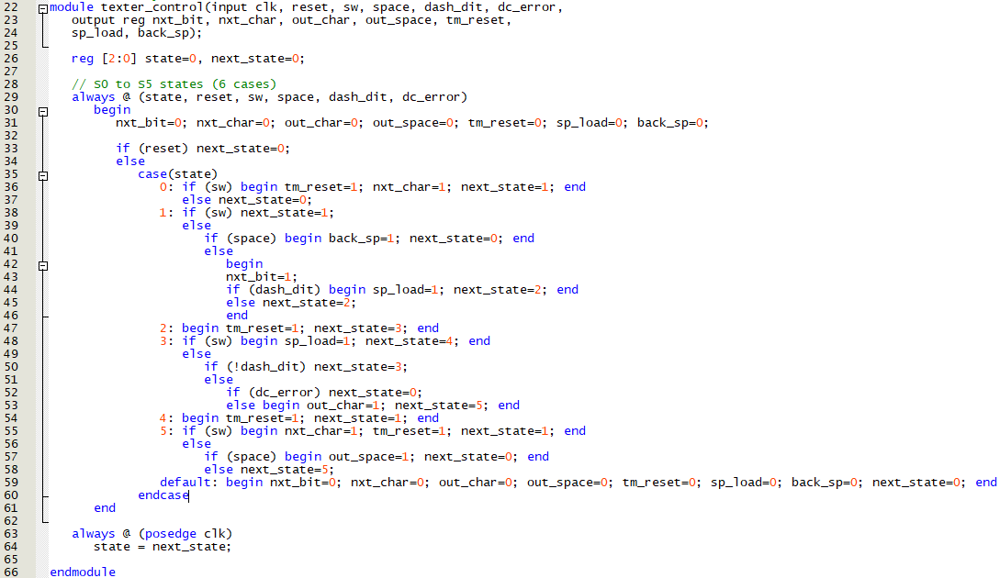 22 module texter_control(input clk, reset, sw, space, dash_dit, dc_error,
23 output reg nxt_bit, nxt_char, out_char, out_space, tm_reset,
24 sp_load, back_sp);
25
26 reg [2:0] state=0, next_state=0;
27
28 // S0 to S5 states (6 cases)
29 always @ (state, reset, sw, space, dash_dit, dc_error)
30 begin
31 nxt_bit=0; nxt_char=0; out_char=0; out_space=0; tm_reset=0; sp_load=0; back_sp=0;
32
33 if (reset) next_state=0;
34 else
35 case(state)
36 0: if (sw) begin tm_reset=1; nxt_char=1; next_state=1; end
37 else next_state=0;
38 1: if (sw) next_state=1;
39 else
40 if (space) begin back_sp=1; next_state=0; end
41 else
42 begin
43 nxt_bit=1;
44 if (dash_dit) begin sp_load=1; next_state=2; end
45 else next_state=2;
46 end
47 2: begin tm_reset=1; next_state=3; end
48 3: if (sw) begin sp_load=1; next_state=4; end
49 else
50 if (!dash_dit) next_state=3;
51 else
52 if (dc_error) next_state=0;
53 else begin out_char=1; next_state=5; end
54 4: begin tm_reset=1; next_state=1; end
55 5: if (sw) begin nxt_char=1; tm_reset=1; next_state=1; end
56 else
57 if (space) begin out_space=1; next_state=0; end
58 else next_state=5;
59 default: begin nxt_bit=0; nxt_char=0; out_char=0; out_space=0; tm_reset=0; sp_load=0; back_sp=0; next_state=0; end
60 endcase
61 end
62
63 always @ (posedge clk)
64 state = next_state;
65
66 endmodule